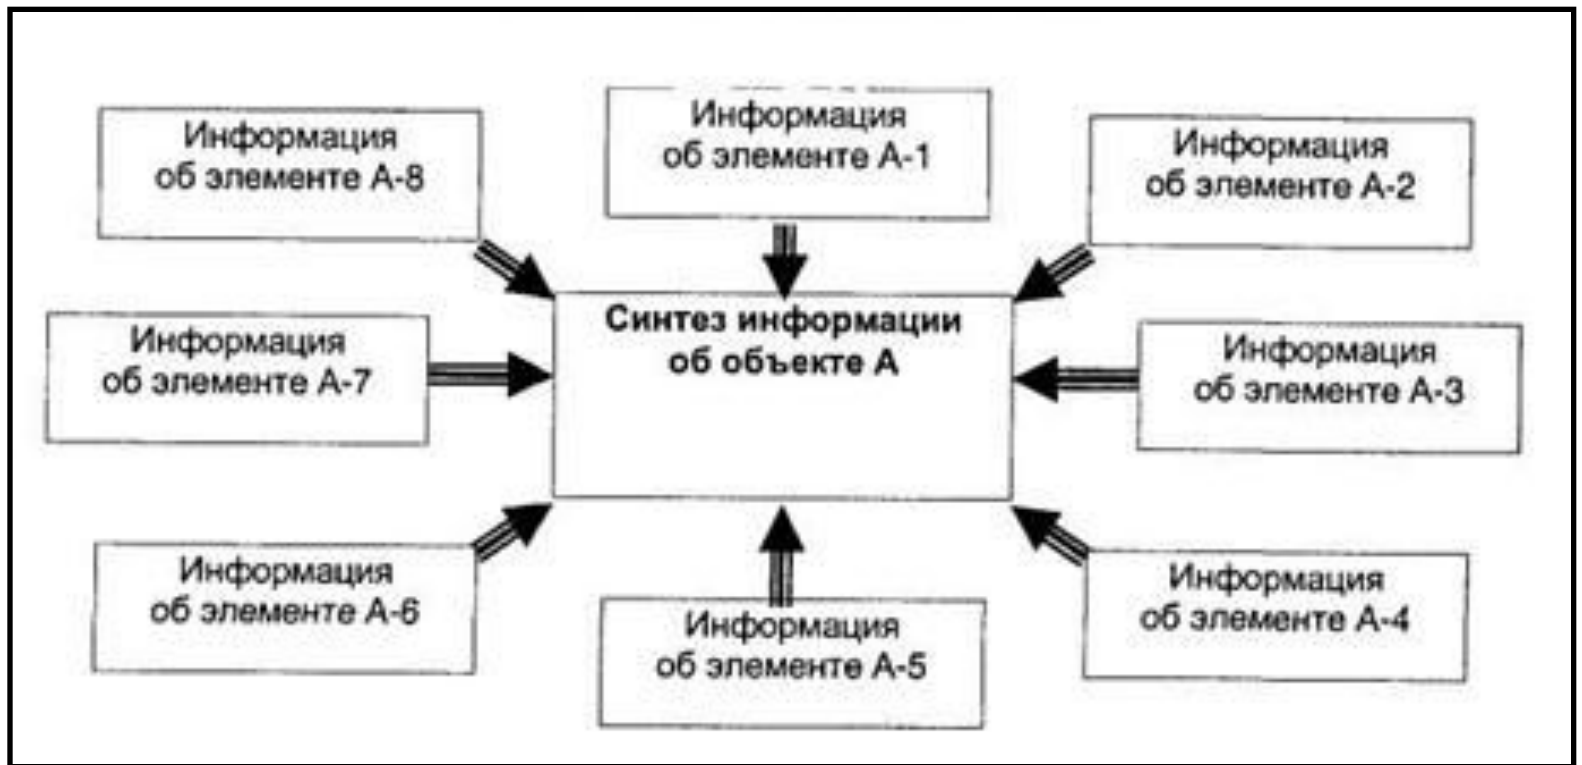 Информация
об элементе А-8
Информация
об элементе А-1
Информация
об элементе А-2
Синтез информации
об объекте А
Информация
об элементе А-7
Информация
об элементе А-3
Информация
об элементе А-6
Информация
об элементе А-5
Информация
об элементе А-4